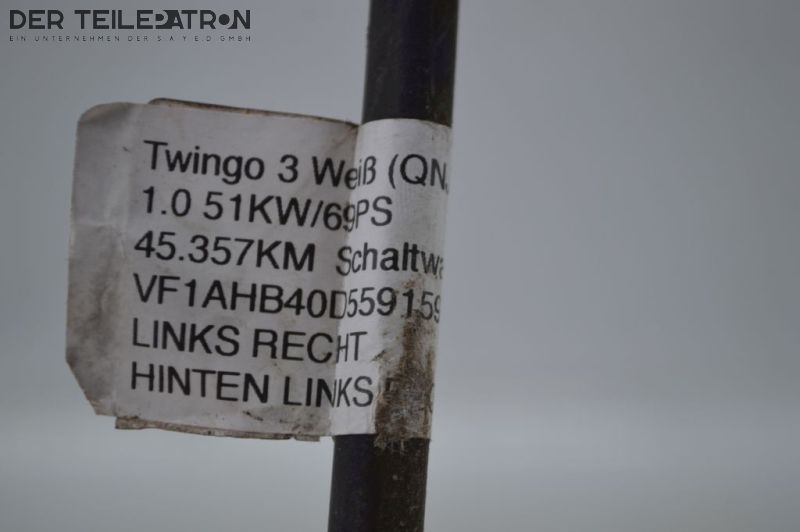 DER TEILEPATRON
EIN UNTERNEHMEN DER S A Y E.D GMBH
Twingo 3 Weiß (QN
1.0 51KW/69PS
45.357KM Schaltwa
VF1AHB40D559159
LINKS RECHT
HINTEN LINKS